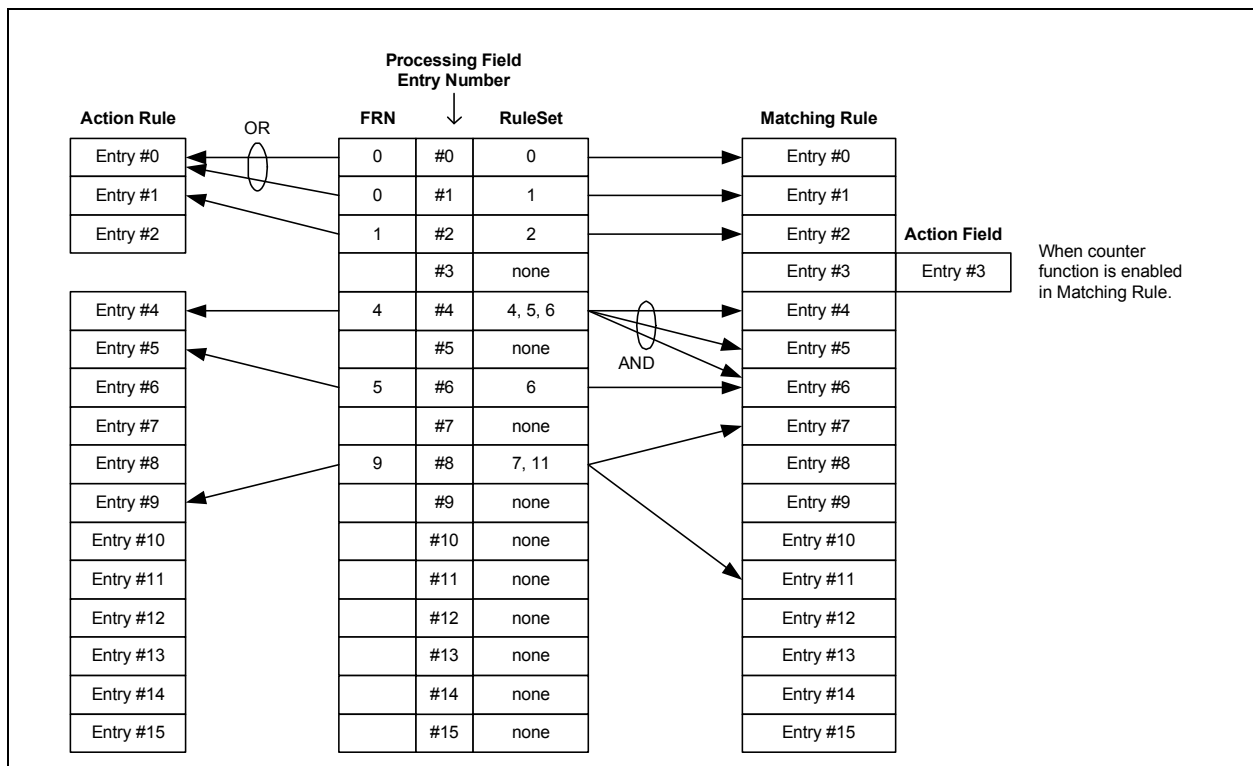 Processing Field
Entry Number
Action Rule
OR
FRN
RuleSet
Matching Rule
Entry #0
0
#0
0
Entry #0
Entry #1
0
#1
1
Entry #1
Entry #2
1
#2
2
Entry #2
Action Field
#3
none
Entry #3
Entry #3
When counter
function is enabled
in Matching Rule.
Entry #4
4
#4
4, 5, 6
Entry #4
Entry #5
#5
none
AND
Entry #5
Entry #6
5
#6
6
Entry #6
Entry #7
#7
none
Entry #7
Entry #8
9
#8
7, 11
Entry #8
Entry #9
#9
none
Entry #9
Entry #10
#10
none
Entry #10
Entry #11
#11
none
Entry #11
Entry #12
#12
none
Entry #12
Entry #13
#13
none
Entry #13
Entry #14
#14
none
Entry #14
Entry #15
#15
none
Entry #15